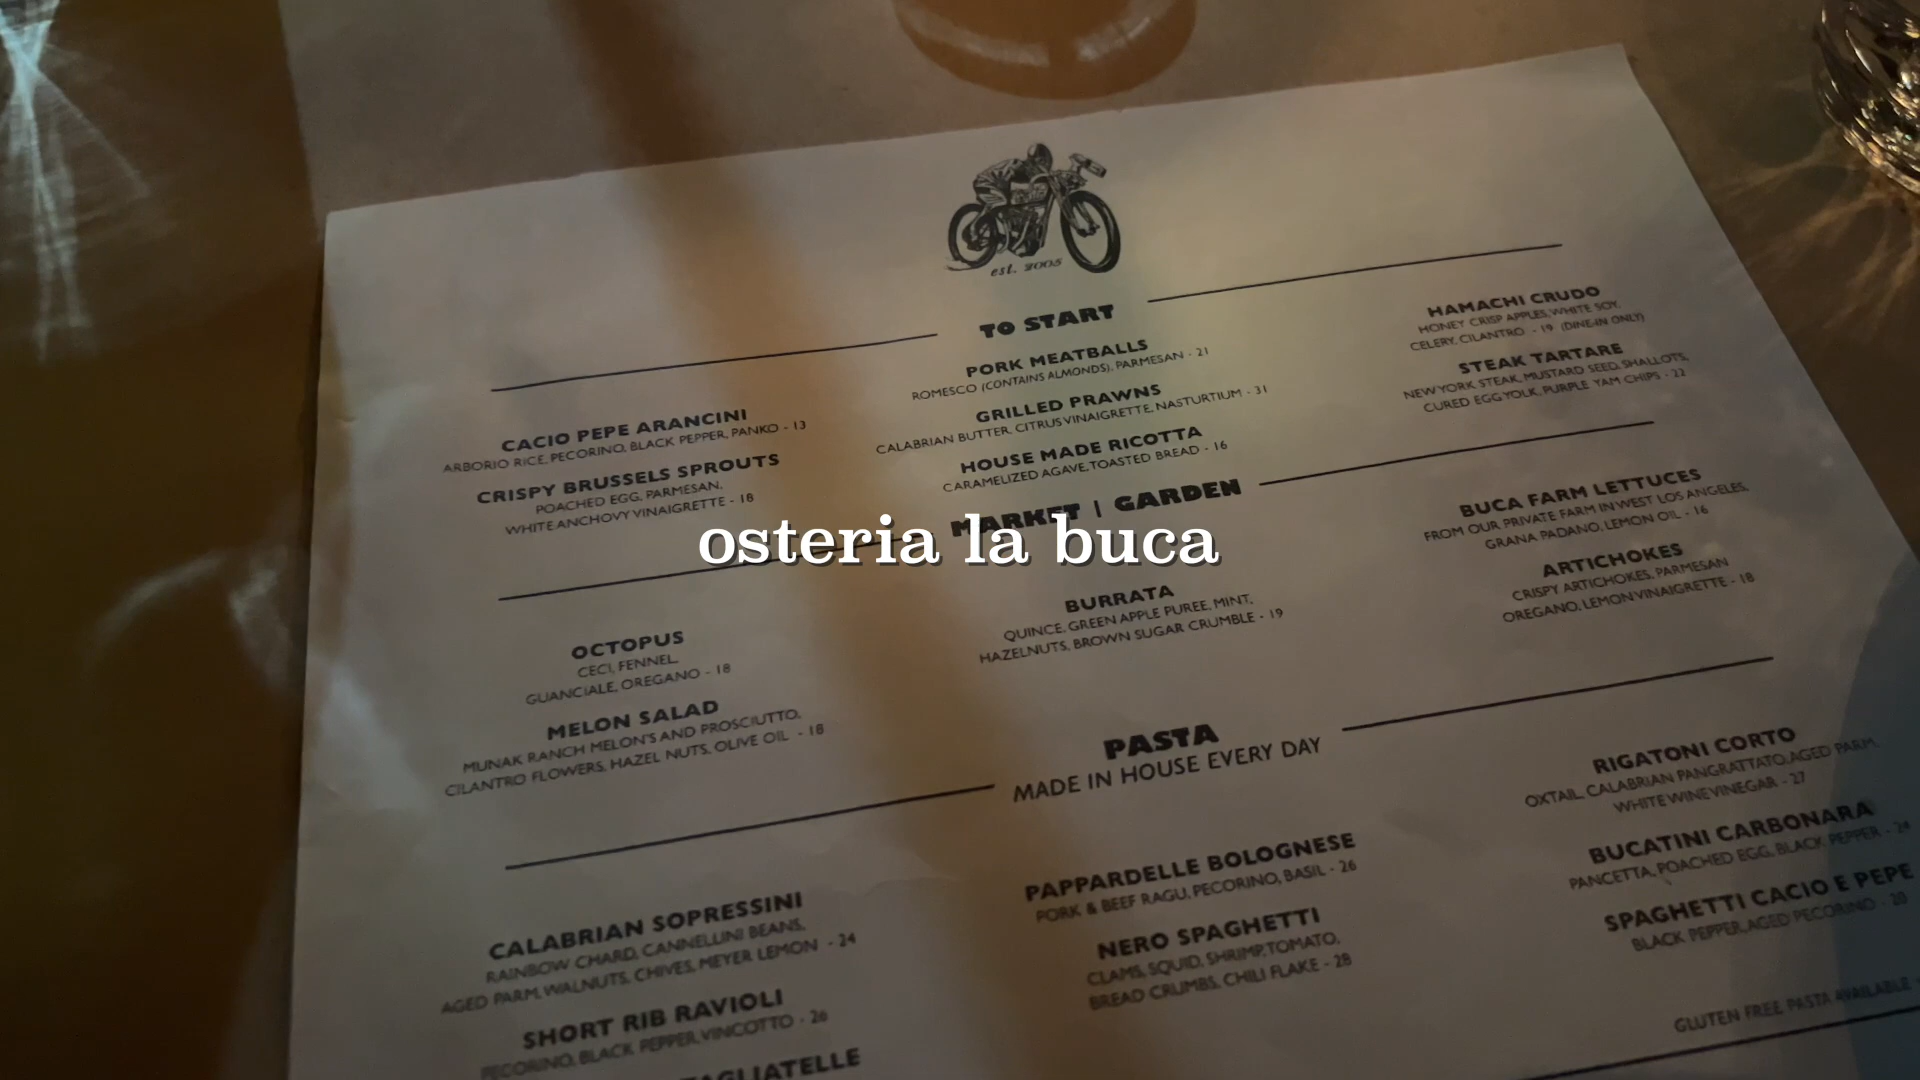 est. 2005
TO START
CACIO PEPE ARANCINI
ARBORIO RICE, PECORINO, BLACK PEPPER, PANKO - 13
CRISPY BRUSSELS SPROUTS
POACHED EGG, PARMESAN,
WHITE ANCHOVY VINAIGRETTE - 18
PORK MEATBALLS
ROMESCO (CONTAINS ALMONDS), PARMESAN - 21
GRILLED PRAWNS
CALABRIAN BUTTER, CITRUS VINAIGRETTE, NASTURTIUM - 31
HOUSE MADE RICOTTA
CARAMELIZED AGAVE, TOASTED BREAD - 16
HAMACHI CRUDO
HONEY CRISP APPLES, WHITE SOY,
CELERY, CILANTRO - 19 (DINE-IN ONLY)
STEAK TARTARE
NEW YORK STEAK, MUSTARD SEED, SHALLOTS,
CURED EGG YOLK, PURPLE YAM CHIPS - 22
MARKET | GARDEN
osteria la buca
OCTOPUS
CECI, FENNEL,
GUANCIALE, OREGANO - 18
MELON SALAD
MUNAK RANCH MELON'S AND PROSCIUTTO,
CILANTRO FLOWERS, HAZEL NUTS, OLIVE OIL - 18
BURRATA
QUINCE, GREEN APPLE PUREE, MINT,
HAZELNUTS, BROWN SUGAR CRUMBLE - 19
BUCA FARM LETTUCES
FROM OUR PRIVATE FARM IN WEST LOS ANGELES,
GRANA PADANO, LEMON OIL - 16
ARTICHOKES
CRISPY ARTICHOKES, PARMESAN
OREGANO, LEMON VINAIGRETTE - 18
PASTA
MADE IN HOUSE EVERY DAY
CALABRIAN SOPRESSINI
RAINBOW CHARD, CANNELLINI BEANS,
AGED PARM, WALNUTS, CHIVES, MEYER LEMON - 24
SHORT RIB RAVIOLI
PECORINO, BLACK PEPPER, VINCOTTO - 26
TAGLIATELLE
PAPPARDELLE BOLOGNESE
PORK & BEEF RAGU, PECORINO, BASIL - 26
NERO SPAGHETTI
CLAMS, SQUID, SHRIMP, TOMATO,
BREAD CRUMBS, CHILI FLAKE - 28
RIGATONI CORTO
OXTAIL, CALABRIAN PANGRATTATO, AGED PARM,
WHITE WINE VINEGAR - 27
BUCATINI CARBONARA
PANCETTA, POACHED EGG, BLACK PEPPER - 24
SPAGHETTI CACIO E PEPE
BLACK PEPPER, AGED PECORINO - 20
GLUTEN FREE PASTA AVAILABLE